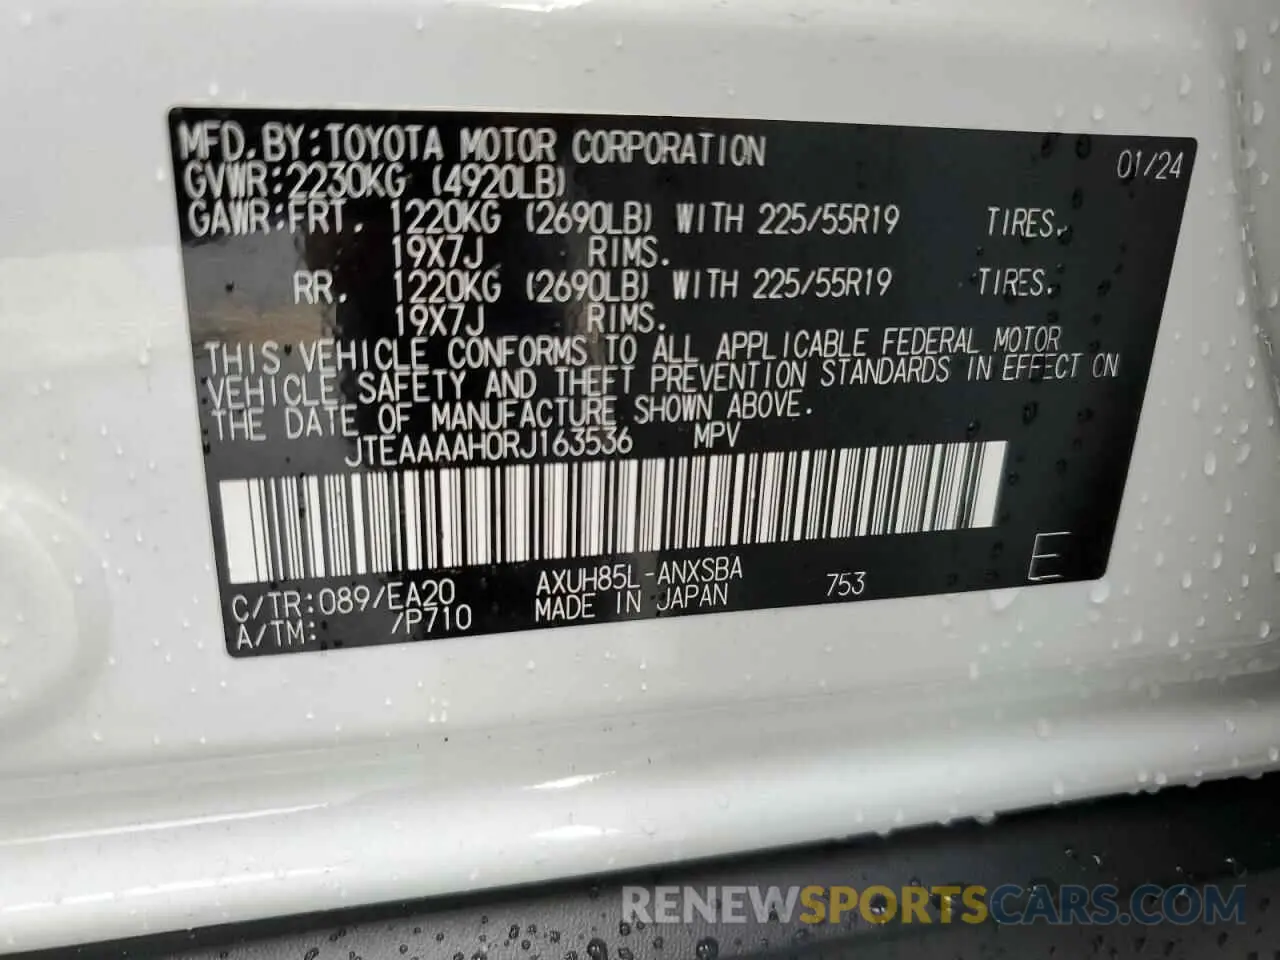 MFD. BY: TOYOTA MOTOR CORPORATION 01/24
GVWR: 2230KG (4920LB)
GAWR: FRT. 1220KG (2690LB) WITH 225/55R19 TIRES,
19X7J RIMS.
RR. 1220KG (2690LB) WITH 225/55R19 TIRES,
19X7J RIMS.
THIS VEHICLE CONFORMS TO ALL APPLICABLE FEDERAL MOTOR
VEHICLE SAFETY AND THEFT PREVENTION STANDARDS IN EFFECT ON
THE DATE OF MANUFACTURE SHOWN ABOVE.
JTEAAAAH0RJ163536 MPV
C/TR: 089/EA20 AXUH85L-ANXSBA 753 E
A/TM: /P710 MADE IN JAPAN
RENEWSPORTSCARS.COM